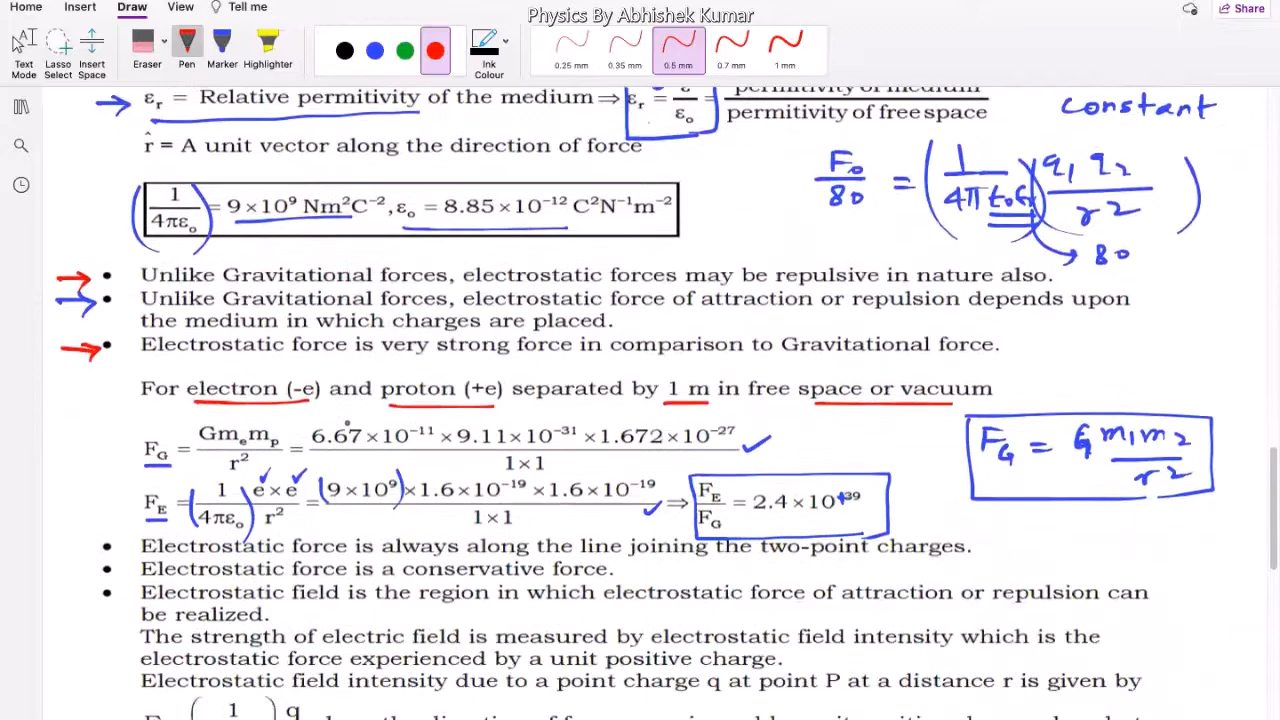 Home Insert Draw View Tell me
Physics By Abhishek Kumar
Share
Text Mode Lasso Select Insert Space Eraser Pen Marker Highlighter Ink Colour 0.25 mm 0.35 mm 0.5 mm 0.7 mm 1 mm
εr = Relative permitivity of the medium ⇒ εr = ε/εo = permitivity of medium / permitivity of free space
constant
r̂ = A unit vector along the direction of force
F0/80 = (1/4π ε0εr) q1 q2 / r2
80
1/4πεo = 9×10⁹ Nm²C⁻², εo = 8.85×10⁻¹² C²N⁻¹m⁻²
• Unlike Gravitational forces, electrostatic forces may be repulsive in nature also.
• Unlike Gravitational forces, electrostatic force of attraction or repulsion depends upon
the medium in which charges are placed.
• Electrostatic force is very strong force in comparison to Gravitational force.
For electron (-e) and proton (+e) separated by 1 m in free space or vacuum
FG = Gmemp/r² = 6.67×10⁻¹¹×9.11×10⁻³¹×1.672×10⁻²⁷ / 1×1
FG = G m1m2 / r2
FE = (1/4πεo) e×e/r² = (9×10⁹)×1.6×10⁻¹⁹×1.6×10⁻¹⁹ / 1×1 ⇒ FE/FG = 2.4×10⁺³⁹
• Electrostatic force is always along the line joining the two-point charges.
• Electrostatic force is a conservative force.
• Electrostatic field is the region in which electrostatic force of attraction or repulsion can
be realized.
The strength of electric field is measured by electrostatic field intensity which is the
electrostatic force experienced by a unit positive charge.
Electrostatic field intensity due to a point charge q at point P at a distance r is given by
(1 q